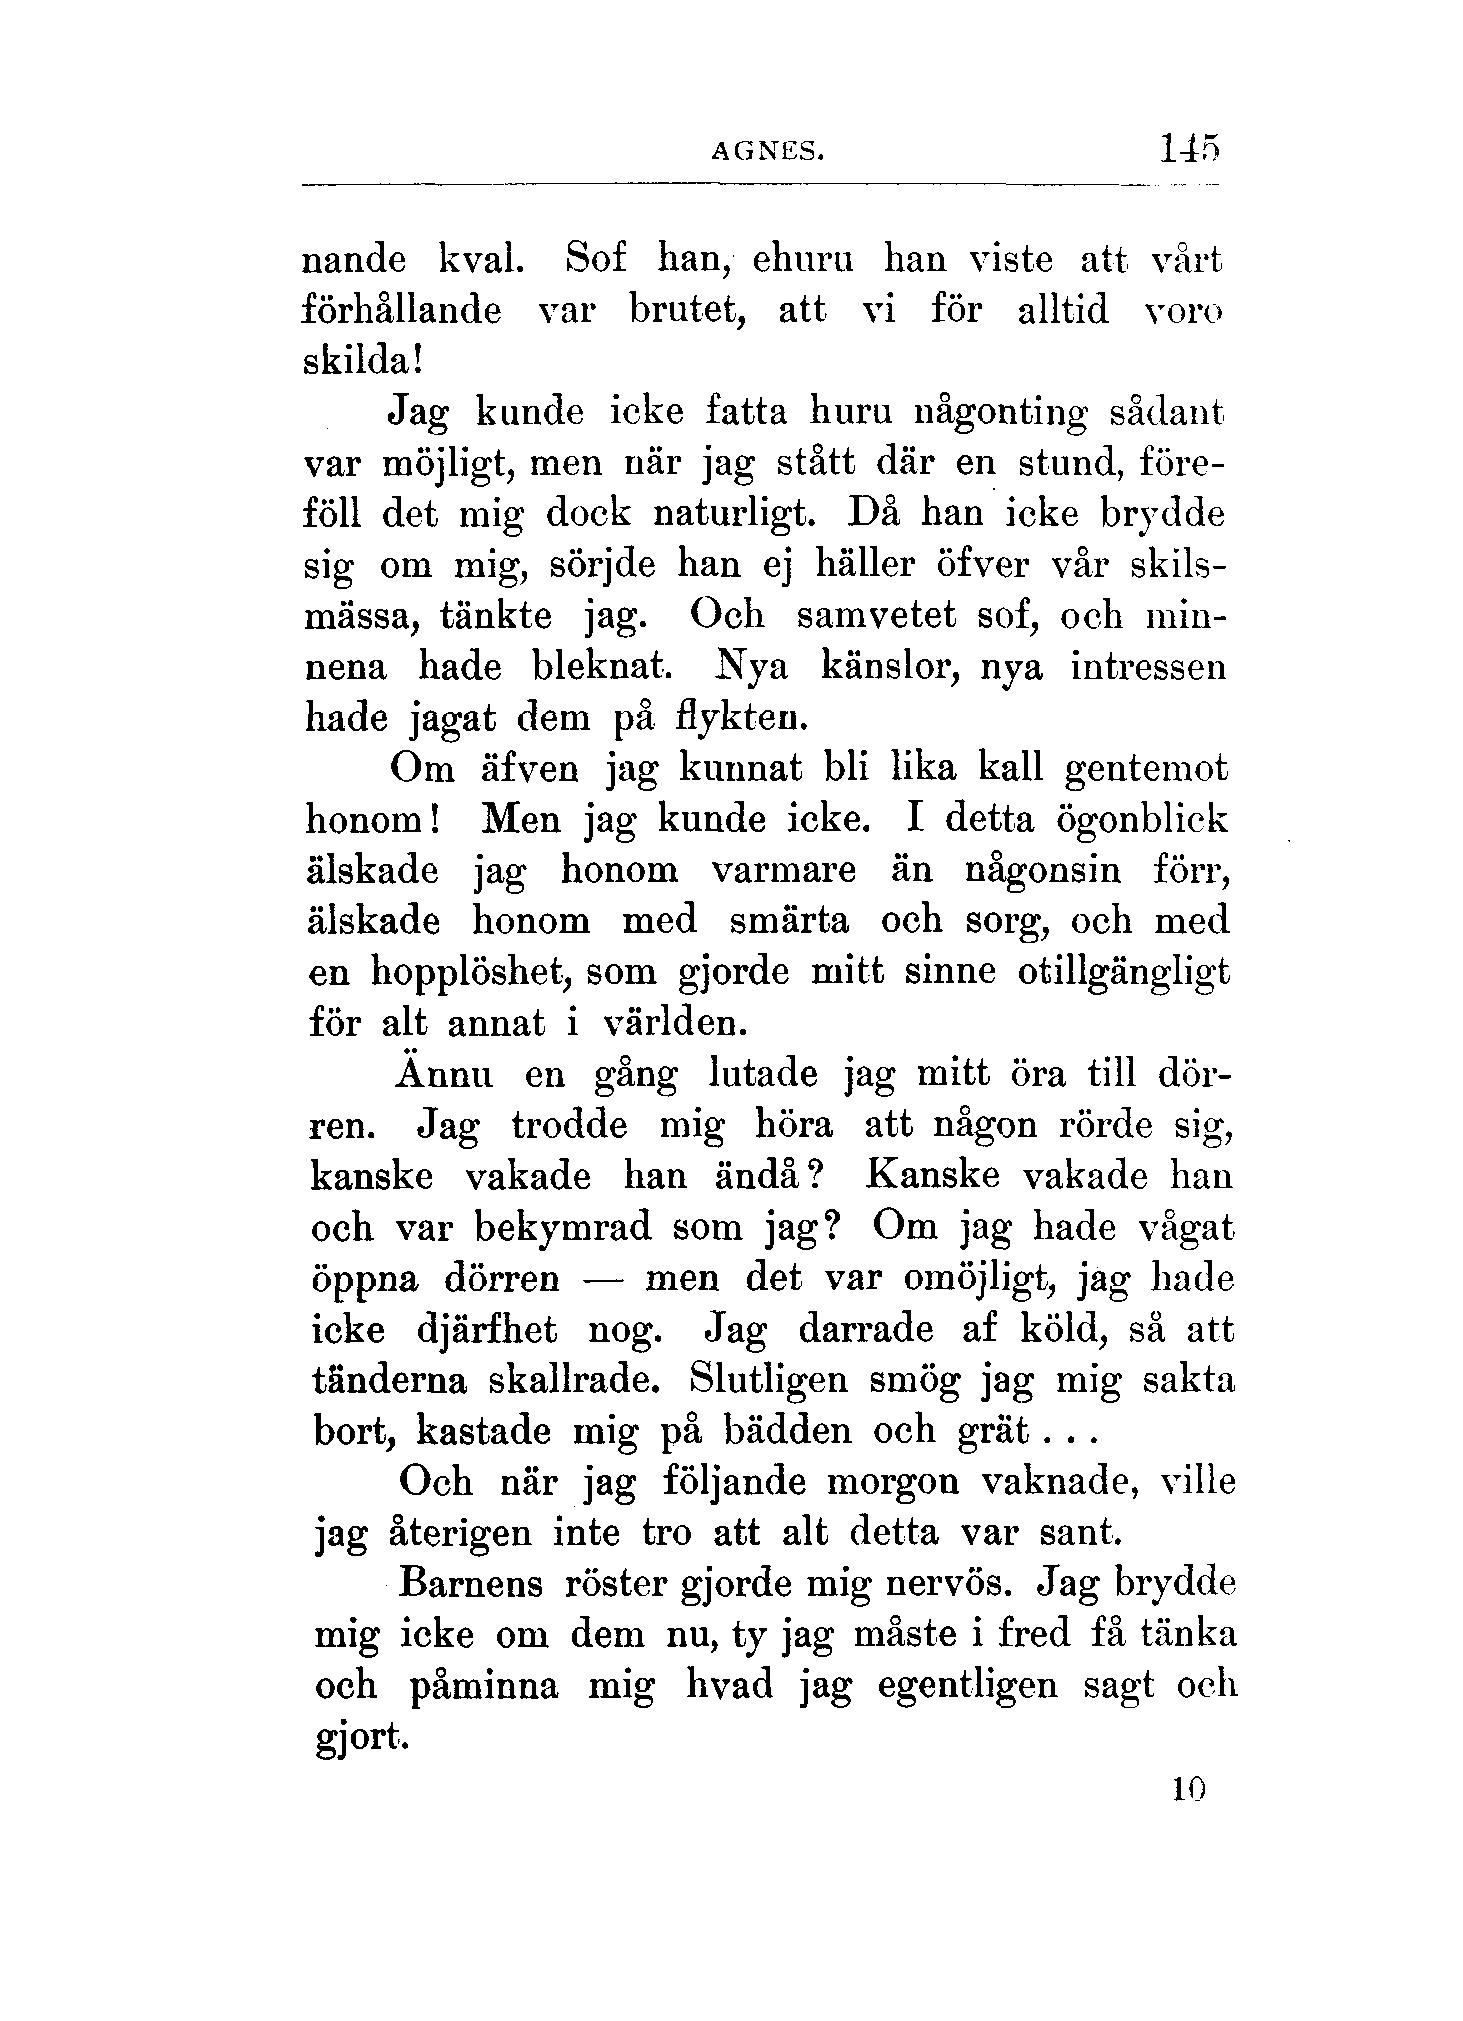 AGNES. 145
nande kval. Sof han, ehuru han viste att vårt
förhållande var brutet, att vi för alltid voro
skilda!
Jag kunde icke fatta huru någonting sådant
var möjligt, men när jag stått där en stund, före-
föll det mig dock naturligt. Då han icke brydde
sig om mig, sörjde han ej häller öfver vår skils-
mässa, tänkte jag. Och samvetet sof, och min-
nena hade bleknat. Nya känslor, nya intressen
hade jagat dem på flykten.
Om äfven jag kunnat bli lika kall gentemot
honom! Men jag kunde icke. I detta ögonblick
älskade jag honom varmare än någonsin förr,
älskade honom med smärta och sorg, och med
en hopplöshet, som gjorde mitt sinne otillgängligt
för alt annat i världen.
Ännu en gång lutade jag mitt öra till dör-
ren. Jag trodde mig höra att någon rörde sig,
kanske vakade han ändå? Kanske vakade han
och var bekymrad som jag? Om jag hade vågat
öppna dörren — men det var omöjligt, jag hade
icke djärfhet nog. Jag darrade af köld, så att
tänderna skallrade. Slutligen smög jag mig sakta
bort, kastade mig på bädden och grät . . .
Och när jag följande morgon vaknade, ville
jag återigen inte tro att alt detta var sant.
Barnens röster gjorde mig nervös. Jag brydde
mig icke om dem nu, ty jag måste i fred få tänka
och påminna mig hvad jag egentligen sagt och
gjort.
10